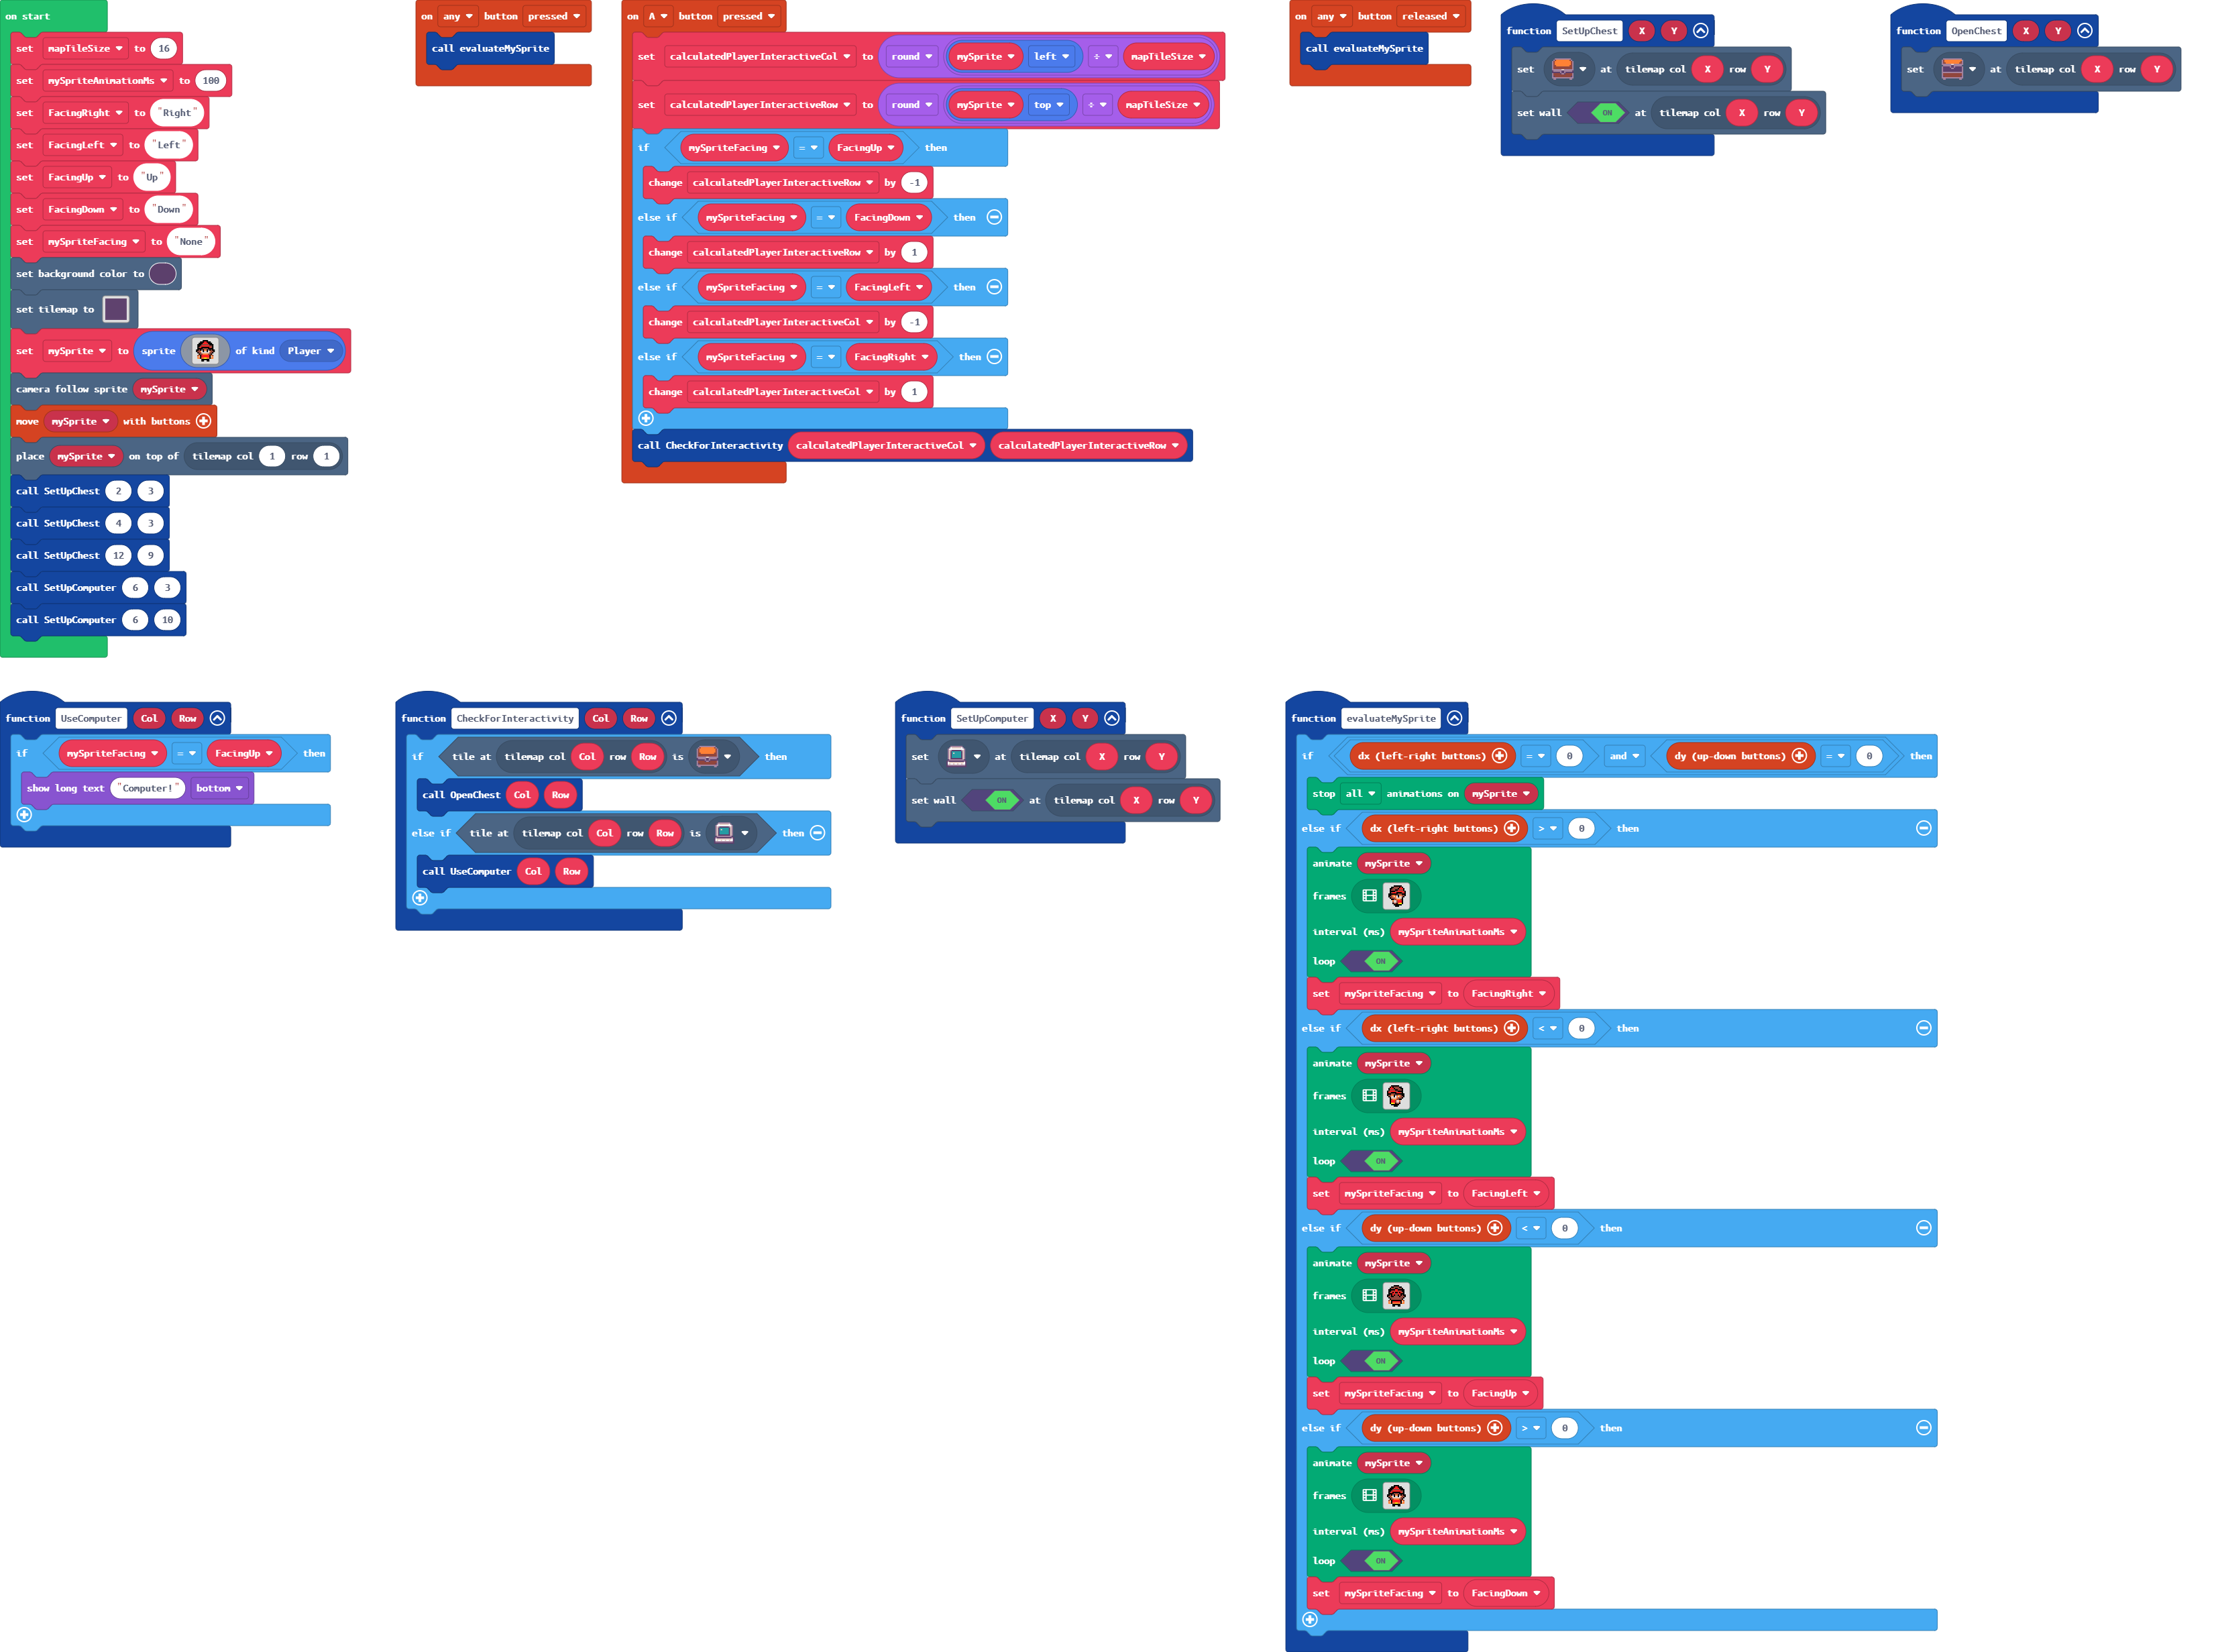 on start
set mapTileSize to 16
set mySpriteAnimationMs to 100
set FacingRight to "Right"
set FacingLeft to "Left"
set FacingUp to "Up"
set FacingDown to "Down"
set mySpriteFacing to "None"
set background color to
set tilemap to
set mySprite to sprite of kind Player
camera follow sprite mySprite
move mySprite with buttons
place mySprite on top of tilemap col 1 row 1
call SetUpChest 2 3
call SetUpChest 4 3
call SetUpChest 12 9
call SetUpComputer 6 3
call SetUpComputer 6 10
on any button pressed
call evaluateMySprite
on A button pressed
set calculatedPlayerInteractiveCol to round mySprite left ÷ mapTileSize
set calculatedPlayerInteractiveRow to round mySprite top ÷ mapTileSize
if mySpriteFacing = FacingUp then
change calculatedPlayerInteractiveRow by -1
else if mySpriteFacing = FacingDown then
change calculatedPlayerInteractiveRow by 1
else if mySpriteFacing = FacingLeft then
change calculatedPlayerInteractiveCol by -1
else if mySpriteFacing = FacingRight then
change calculatedPlayerInteractiveCol by 1
call CheckForInteractivity calculatedPlayerInteractiveCol calculatedPlayerInteractiveRow
on any button released
call evaluateMySprite
function SetUpChest X Y
set at tilemap col X row Y
set wall ON at tilemap col X row Y
function OpenChest X Y
set at tilemap col X row Y
function UseComputer Col Row
if mySpriteFacing = FacingUp then
show long text "Computer!" bottom
function CheckForInteractivity Col Row
if tile at tilemap col Col row Row is then
call OpenChest Col Row
else if tile at tilemap col Col row Row is then
call UseComputer Col Row
function SetUpComputer X Y
set at tilemap col X row Y
set wall ON at tilemap col X row Y
function evaluateMySprite
if dx (left-right buttons) = 0 and dy (up-down buttons) = 0 then
stop all animations on mySprite
else if dx (left-right buttons) > 0 then
animate mySprite
frames
interval (ms) mySpriteAnimationMs
loop ON
set mySpriteFacing to FacingRight
else if dx (left-right buttons) < 0 then
animate mySprite
frames
interval (ms) mySpriteAnimationMs
loop ON
set mySpriteFacing to FacingLeft
else if dy (up-down buttons) < 0 then
animate mySprite
frames
interval (ms) mySpriteAnimationMs
loop ON
set mySpriteFacing to FacingUp
else if dy (up-down buttons) > 0 then
animate mySprite
frames
interval (ms) mySpriteAnimationMs
loop ON
set mySpriteFacing to FacingDown